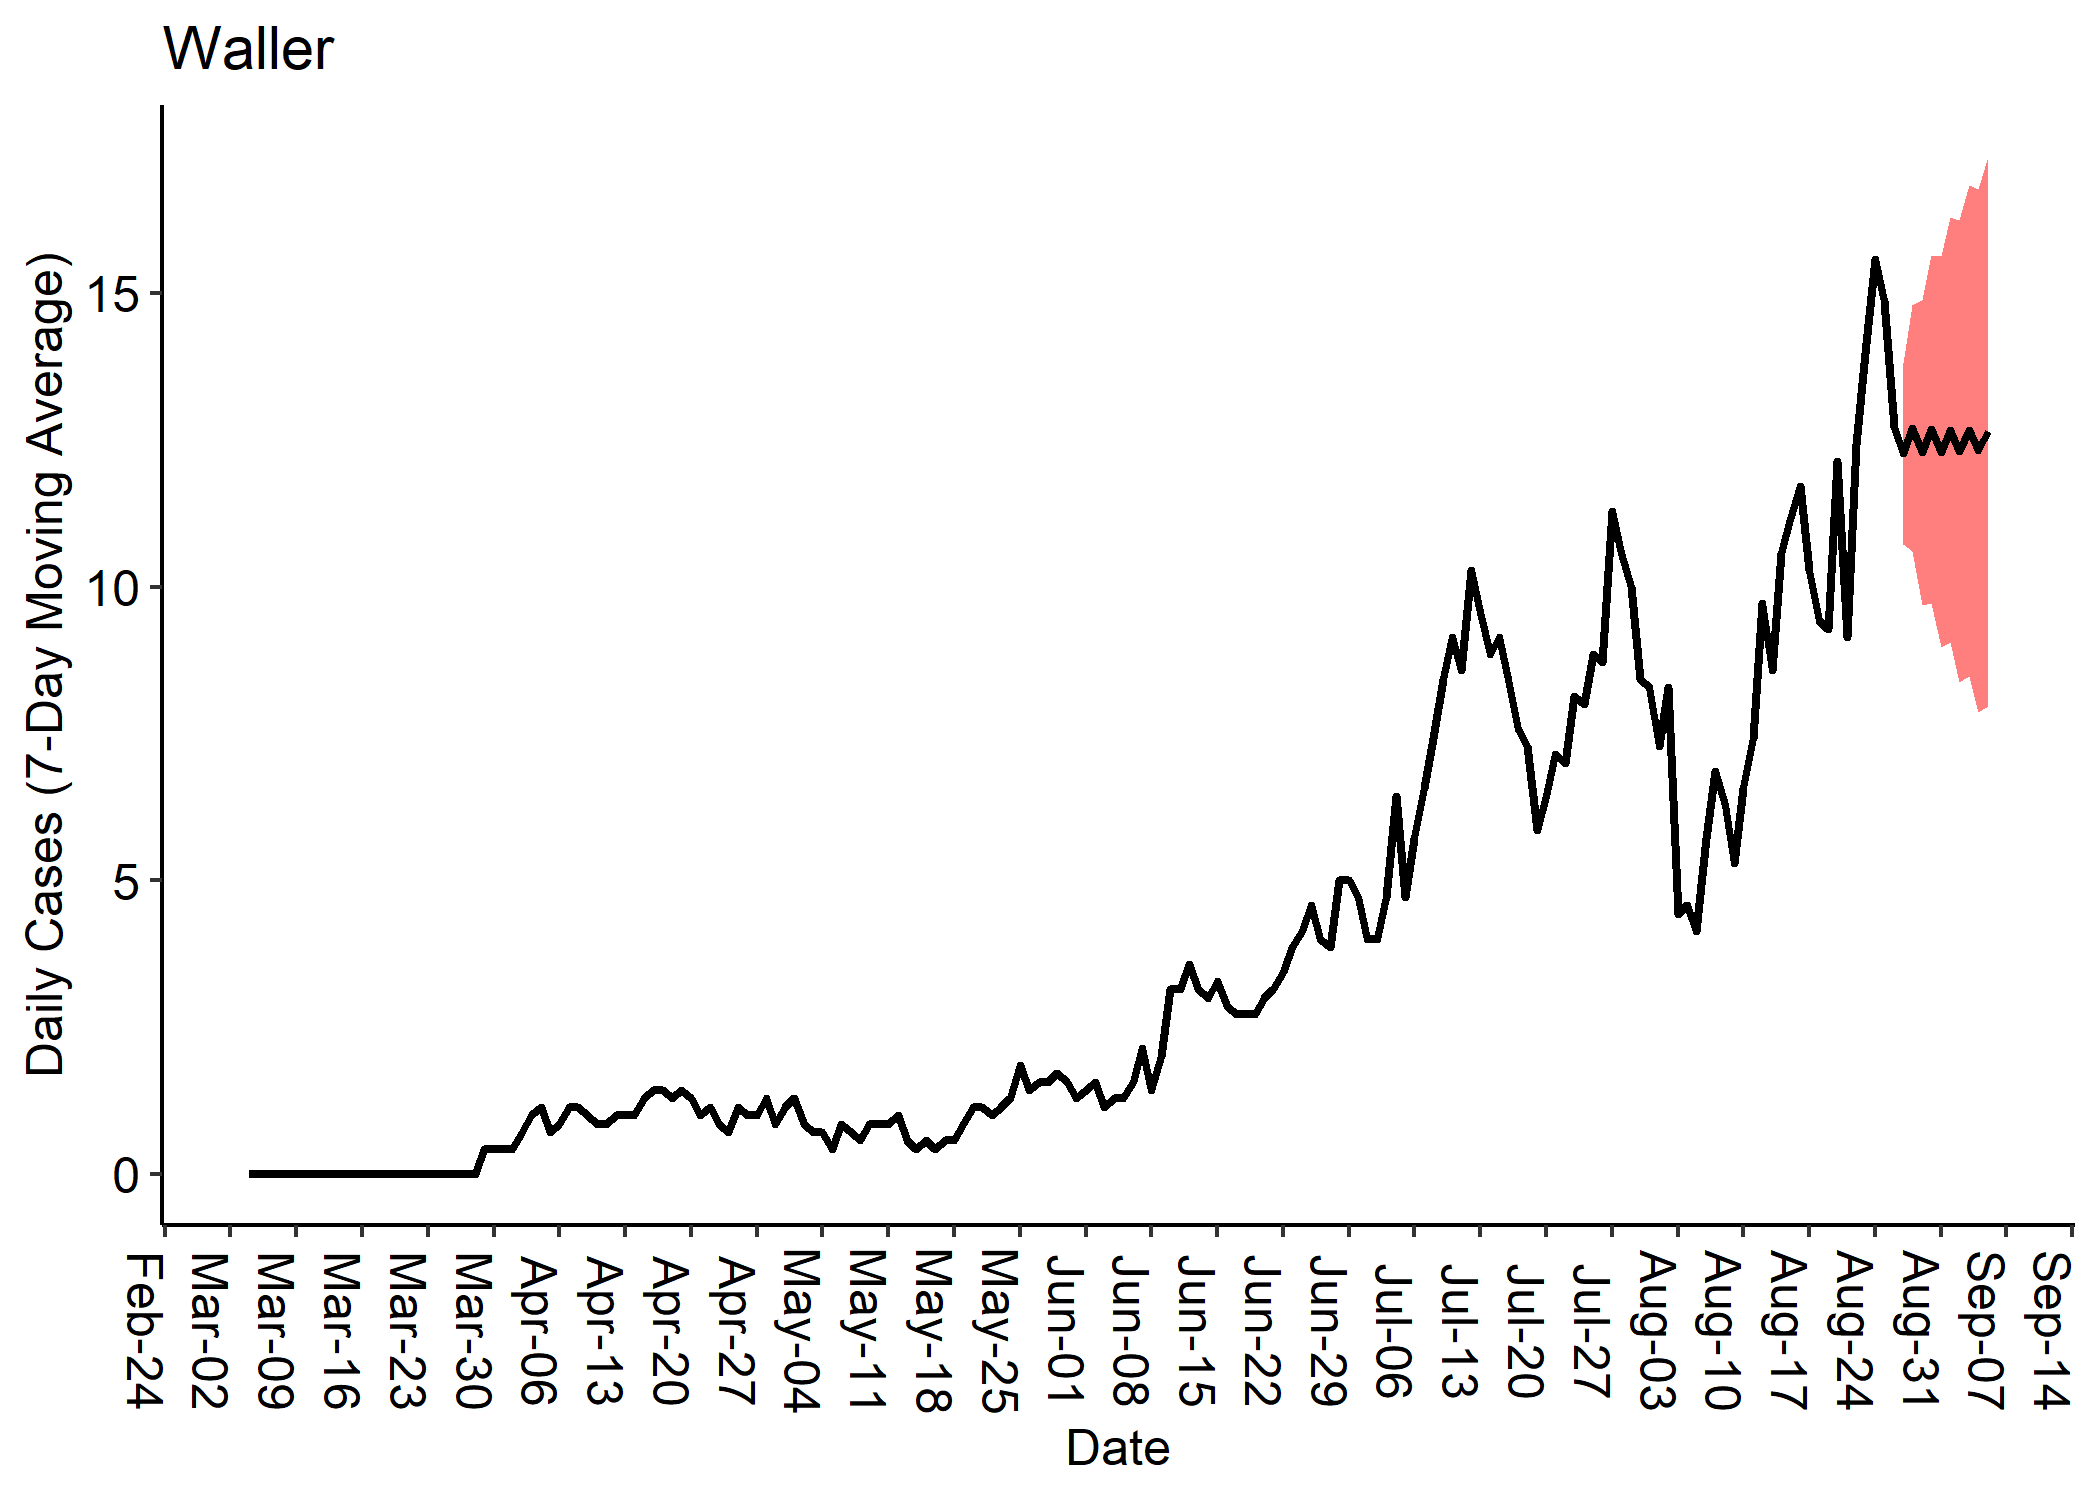 Waller
Daily Cases (7-Day Moving Average)
15
10
5
0
Feb-24
Mar-02
Mar-09
Mar-16
Mar-23
Mar-30
Apr-06
Apr-13
Apr-20
Apr-27
May-04
May-11
May-18
May-25
Jun-01
Jun-08
Jun-15
Jun-22
Jun-29
Jul-06
Jul-13
Jul-20
Jul-27
Aug-03
Aug-10
Aug-17
Aug-24
Aug-31
Sep-07
Sep-14
Date